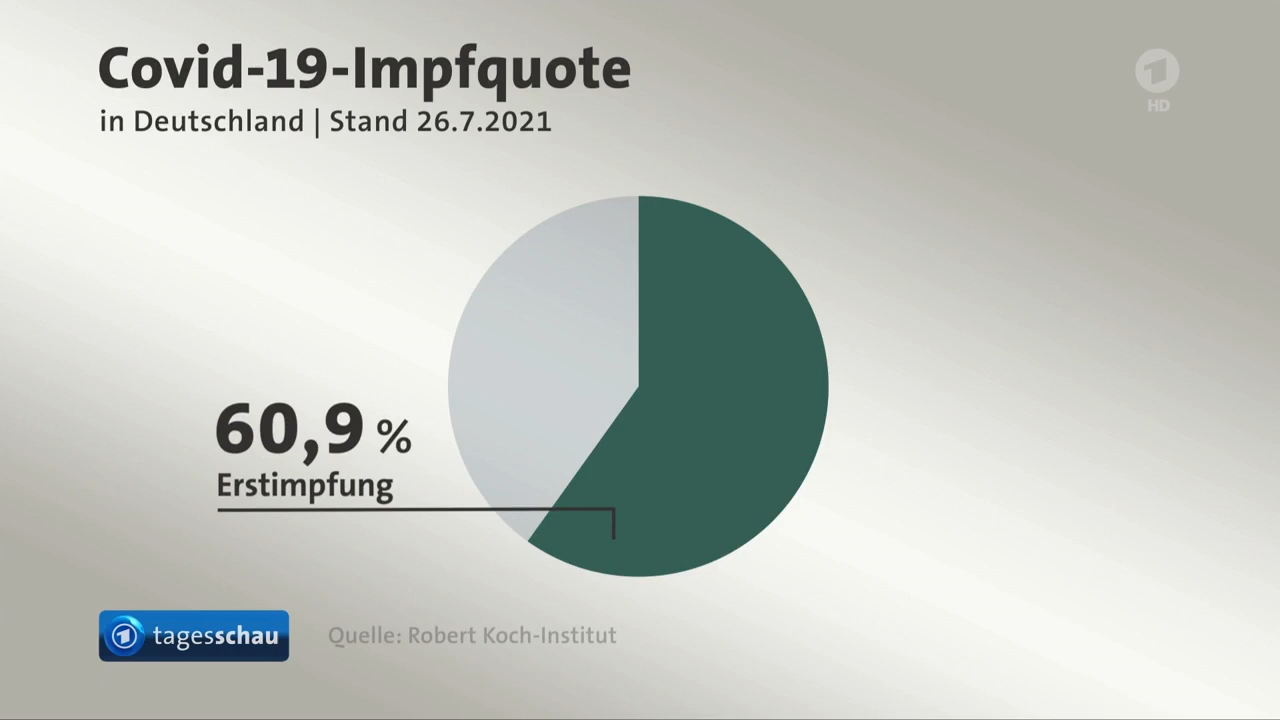 Covid-19-Impfquote
in Deutschland | Stand 26.7.2021
HD
60,9 %
Erstimpfung
tagesschau
Quelle: Robert Koch-Institut